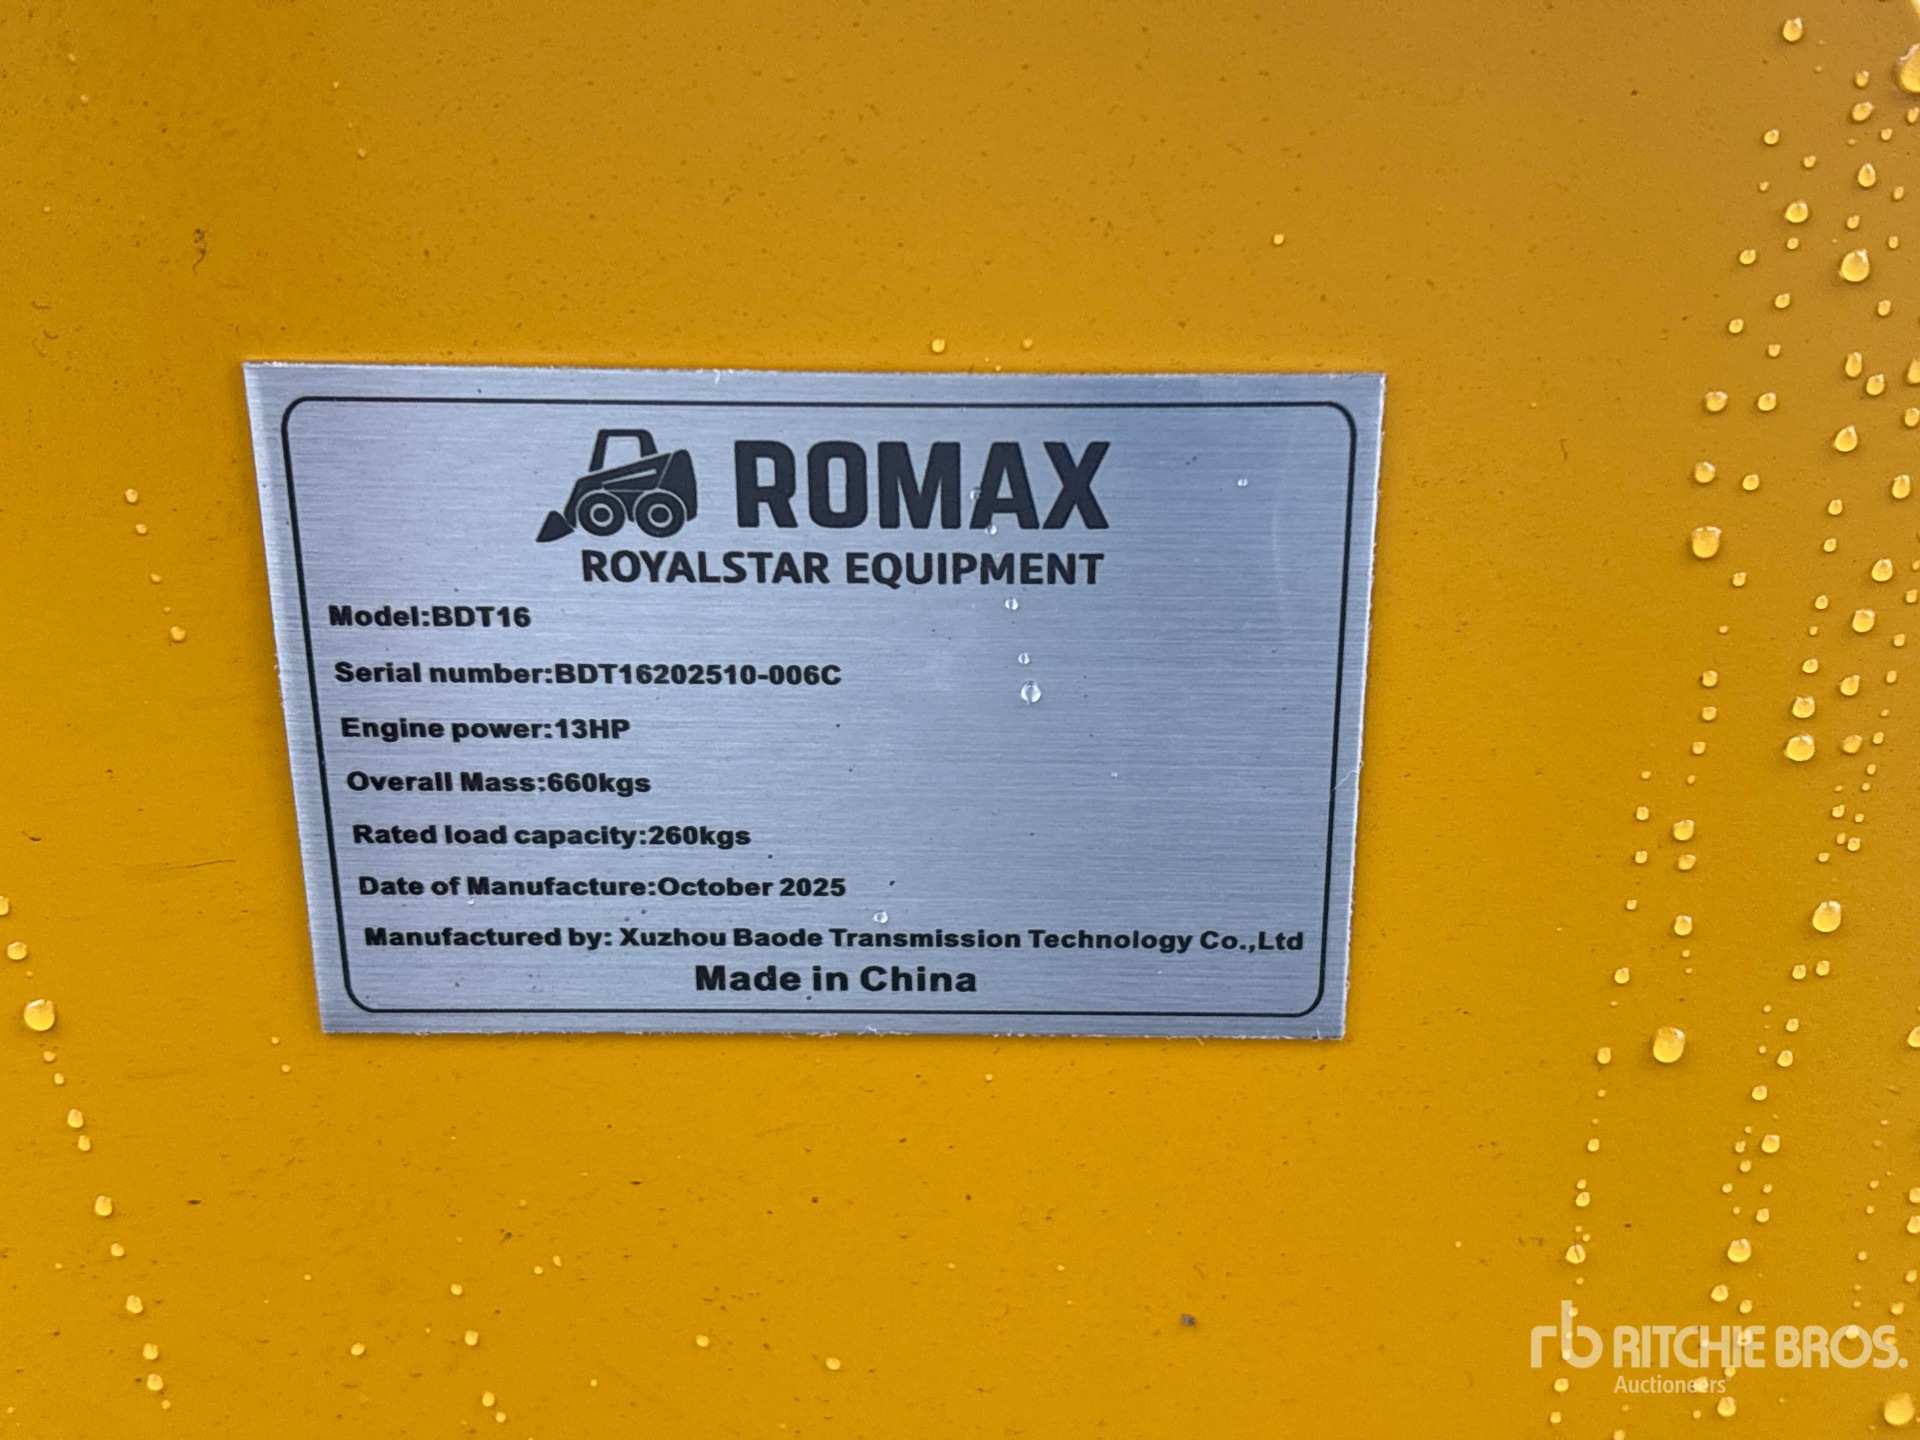 ROMAX
ROYALSTAR EQUIPMENT
Model:BDT16
Serial number:BDT16202510-006C
Engine power:13HP
Overall Mass:660kgs
Rated load capacity:260kgs
Date of Manufacture:October 2025
Manufactured by: Xuzhou Baode Transmission Technology Co.,Ltd
Made in China
rb RITCHIE BROS.
Auctioneers